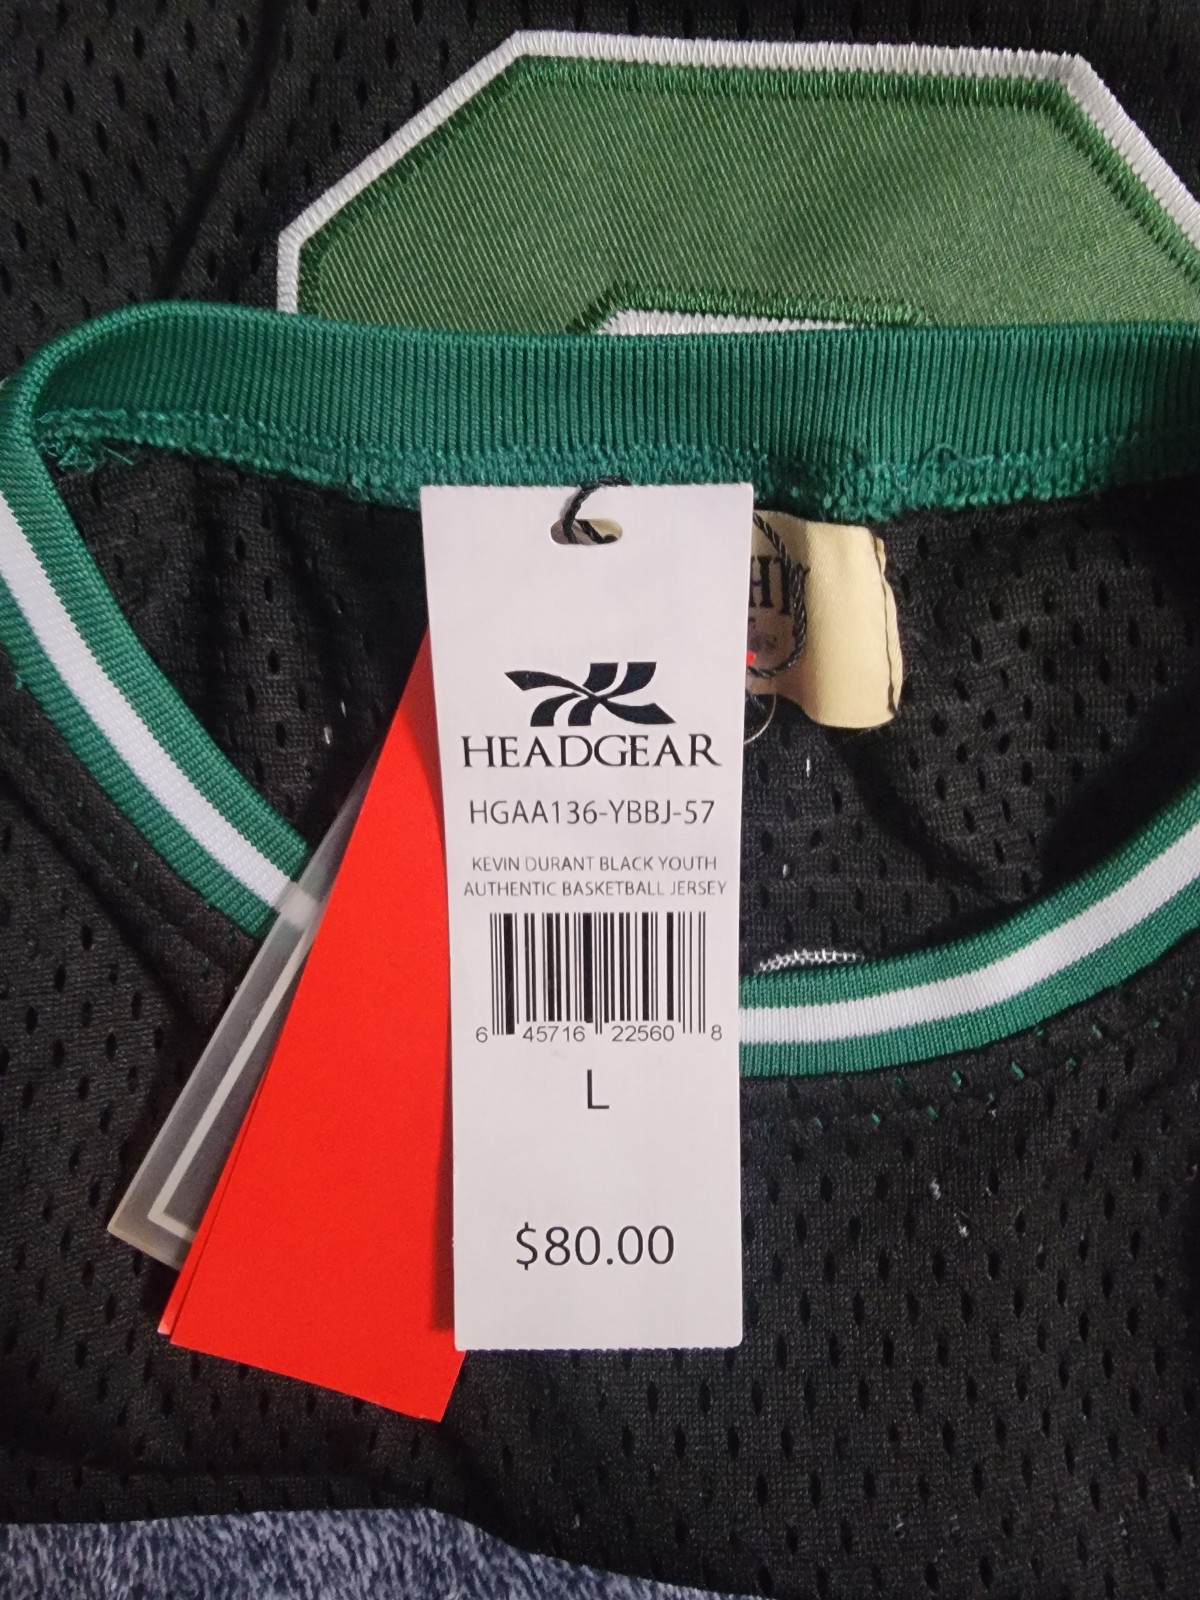 HEADGEAR
HGAA136-YBBJ-57
KEVIN DURANT BLACK YOUTH
AUTHENTIC BASKETBALL JERSEY
6 45716 22560 8
L
$80.00